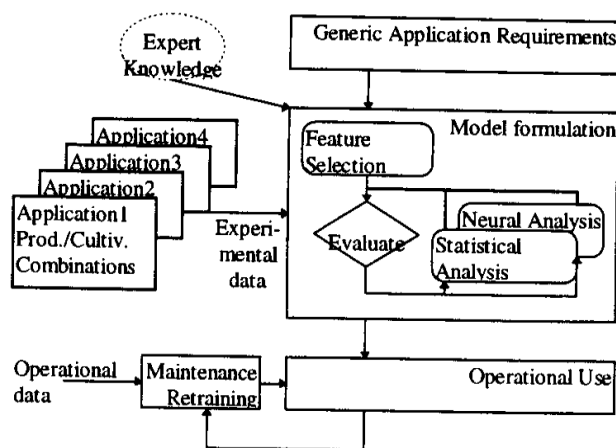 Expert
Knowledge
Generic Application Requirements
Application4
Application3
Application2
Application1
Prod./Cultiv.
Combinations
Experi-
mental
data
Model formulation
Feature
Selection
Evaluate
Neural Analysis
Statistical
Analysis
Operational
data
Maintenance
Retraining
Operational Use